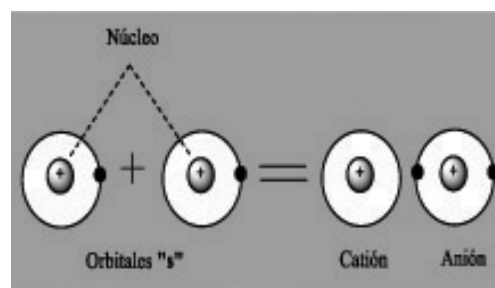 Núcleo
+ + + = + +
Orbitales "s"
Catión
Anión